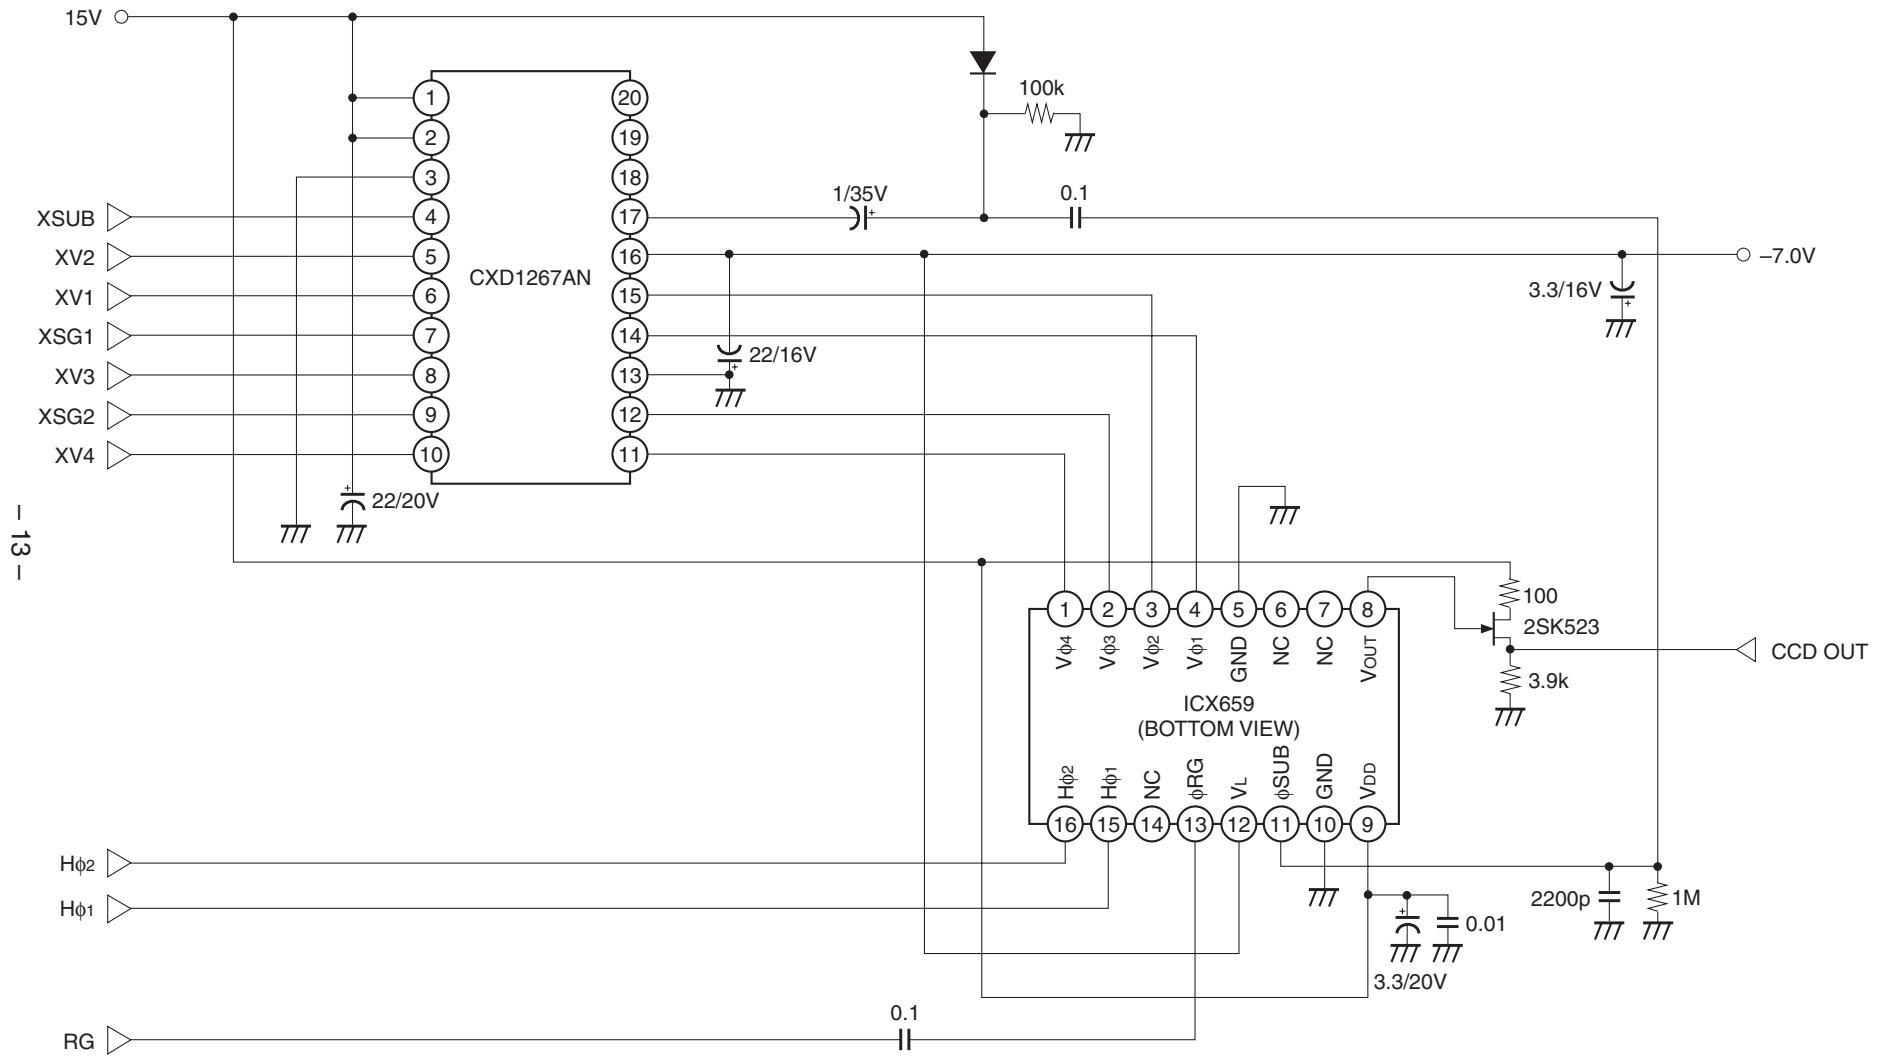 15V
100k
1
20
2
19
3
18
XSUB
4
17
1/35V
+
0.1
XV2
5
16
–7.0V
CXD1267AN
XV1
6
15
3.3/16V
+
XSG1
7
14
22/16V
+
XV3
8
13
XSG2
9
12
XV4
10
11
+
22/20V
– 13 –
100
2SK523
CCD OUT
3.9k
1
2
3
4
5
6
7
8
Vϕ4
Vϕ3
Vϕ2
Vϕ1
GND
NC
NC
VOUT
ICX659
(BOTTOM VIEW)
Hϕ2
Hϕ1
NC
ϕRG
VL
ϕSUB
GND
VDD
16
15
14
13
12
11
10
9
Hϕ2
Hϕ1
2200p
1M
+
0.01
3.3/20V
0.1
RG